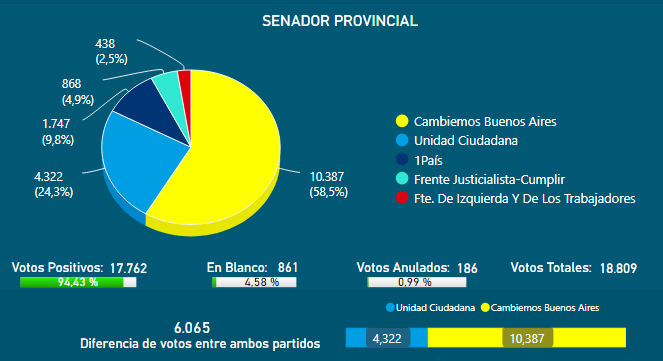 SENADOR PROVINCIAL
438
(2,5%)
868
(4,9%)
1.747
(9,8%)
4.322
(24,3%)
10.387
(58,5%)
Cambiemos Buenos Aires
Unidad Ciudadana
1País
Frente Justicialista-Cumplir
Fte. De Izquierda Y De Los Trabajadores
Votos Positivos: 17.762
94,43 %
En Blanco: 861
4,58 %
Votos Anulados: 186
0,99 %
Votos Totales: 18.809
Unidad Ciudadana Cambiemos Buenos Aires
6.065
Diferencia de votos entre ambos partidos
4,322 10,387